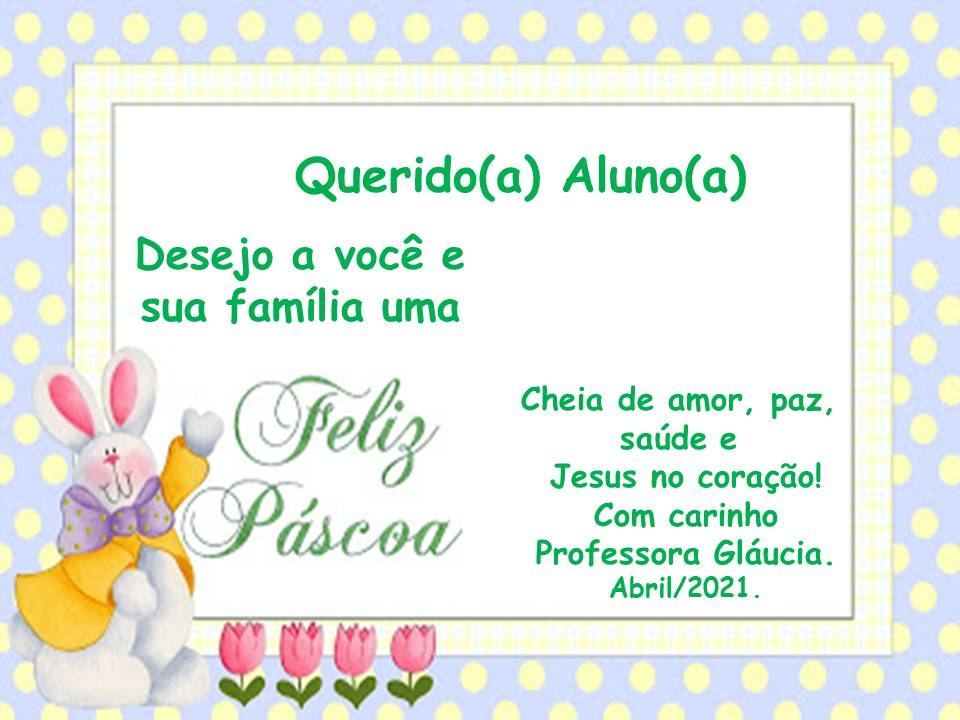 Querido(a) Aluno(a)
Desejo a você e
sua família uma
Feliz
Páscoa
Cheia de amor, paz,
saúde e
Jesus no coração!
Com carinho
Professora Gláucia.
Abril/2021.